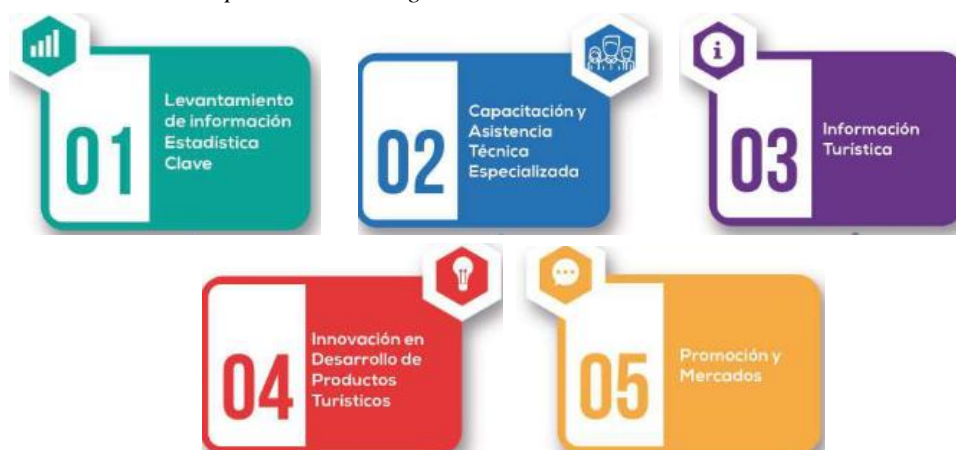 01
Levantamiento
de información
Estadística
Clave
02
Capacitación y
Asistencia
Técnica
Especializada
03
Información
Turística
04
Innovación en
Desarrollo de
Productos
Turísticos
05
Promoción y
Mercados